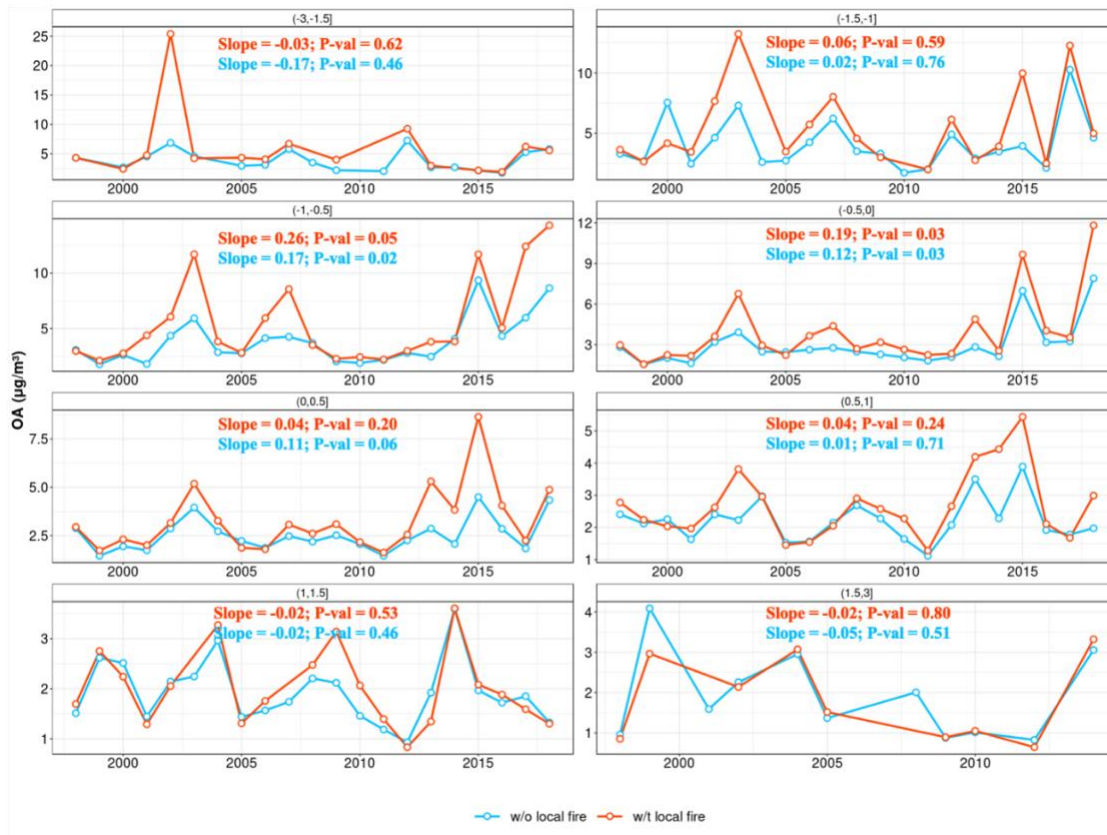 (-3,-1.5]
Slope = -0.03; P-val = 0.62
Slope = -0.17; P-val = 0.46
25
20
15
10
5
2000 2005 2010 2015
(-1.5,-1]
Slope = 0.06; P-val = 0.59
Slope = 0.02; P-val = 0.76
10
5
2000 2005 2010 2015
(-1,-0.5]
Slope = 0.26; P-val = 0.05
Slope = 0.17; P-val = 0.02
10
5
2000 2005 2010 2015
(-0.5,0]
Slope = 0.19; P-val = 0.03
Slope = 0.12; P-val = 0.03
12
9
6
3
2000 2005 2010 2015
OA (µg/m³)
(0,0.5]
Slope = 0.04; P-val = 0.20
Slope = 0.11; P-val = 0.06
7.5
5.0
2.5
2000 2005 2010 2015
(0.5,1]
Slope = 0.04; P-val = 0.24
Slope = 0.01; P-val = 0.71
5
4
3
2
1
2000 2005 2010 2015
(1,1.5]
Slope = -0.02; P-val = 0.53
Slope = -0.02; P-val = 0.46
3
2
1
2000 2005 2010 2015
(1.5,3]
Slope = -0.02; P-val = 0.80
Slope = -0.05; P-val = 0.51
4
3
2
1
2000 2005 2010
w/o local fire w/t local fire